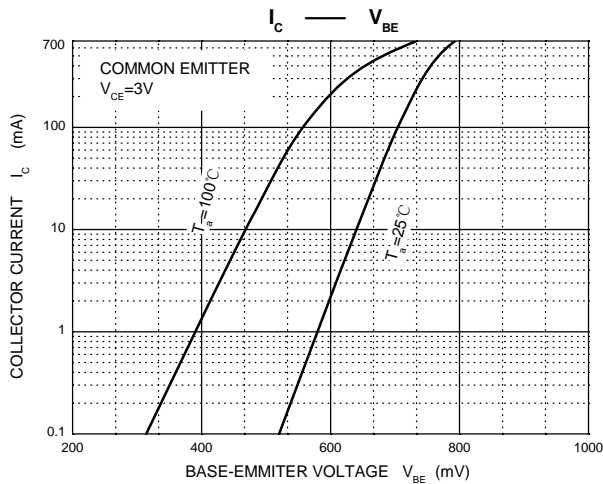 I_C —— V_BE
700
100
10
1
0.1
COLLECTOR CURRENT I_C (mA)
COMMON EMITTER
V_CE=3V
T_a=100℃
T_a=25℃
200 400 600 800 1000
BASE-EMMITER VOLTAGE V_BE (mV)